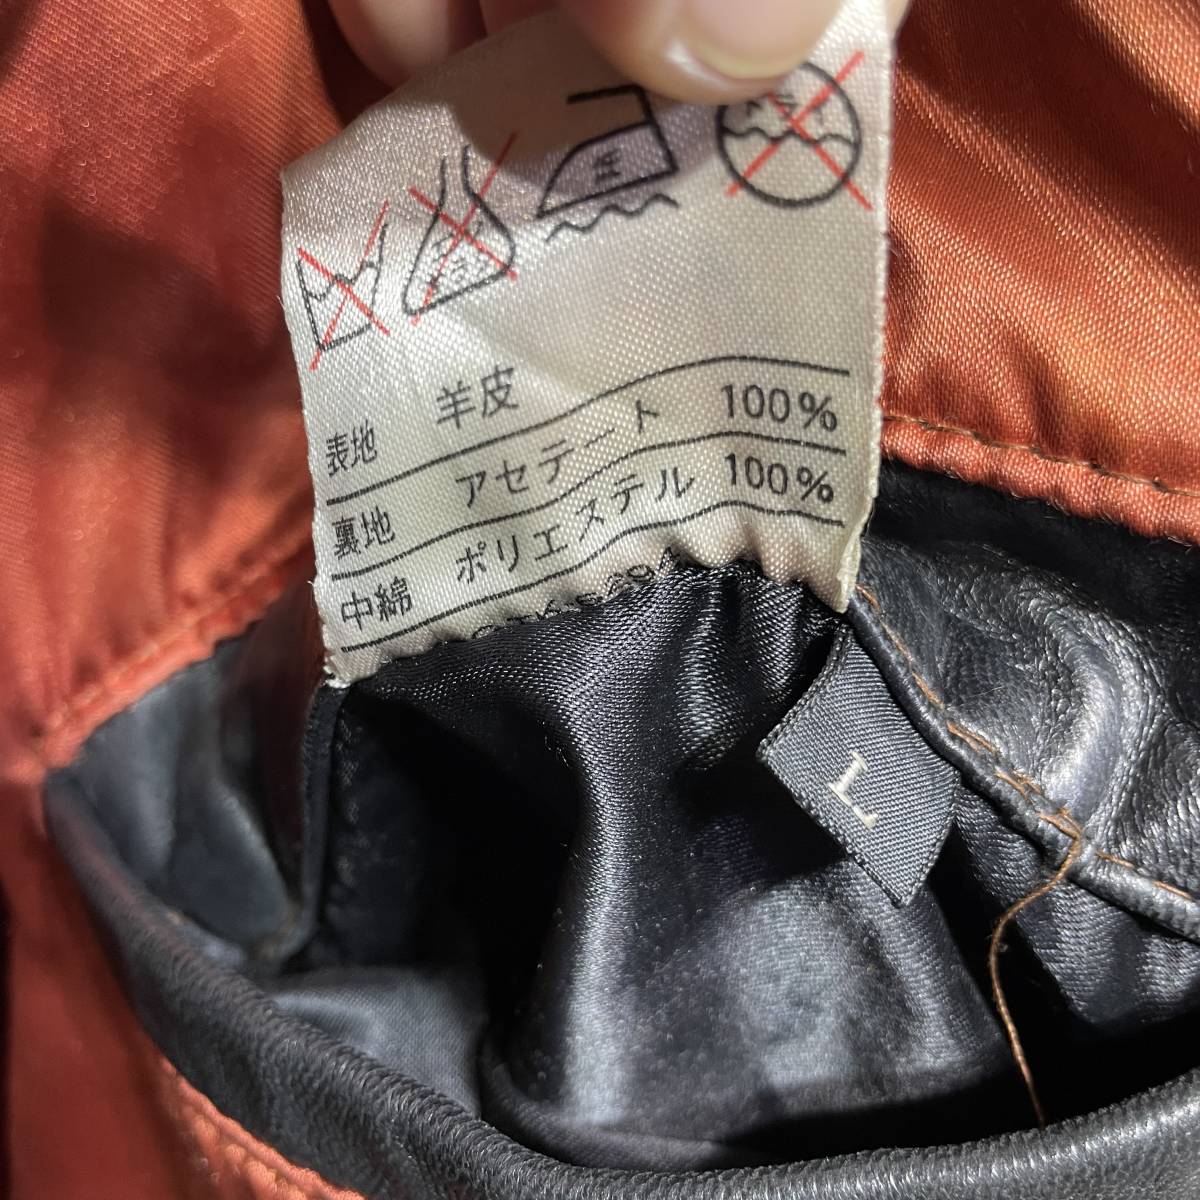 表地 羊皮
裏地 アセテート 100%
中綿 ポリエステル 100%
L